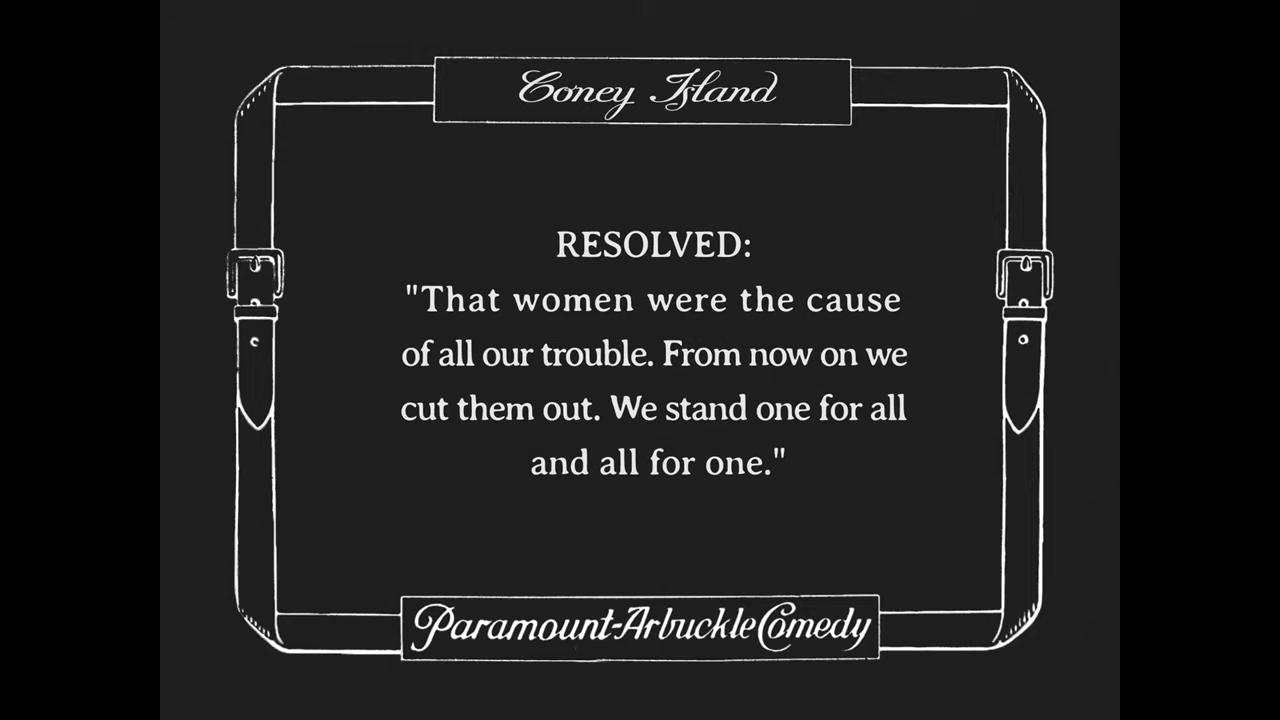 Coney Island
RESOLVED:
"That women were the cause
of all our trouble. From now on we
cut them out. We stand one for all
and all for one."
Paramount-Arbuckle Comedy